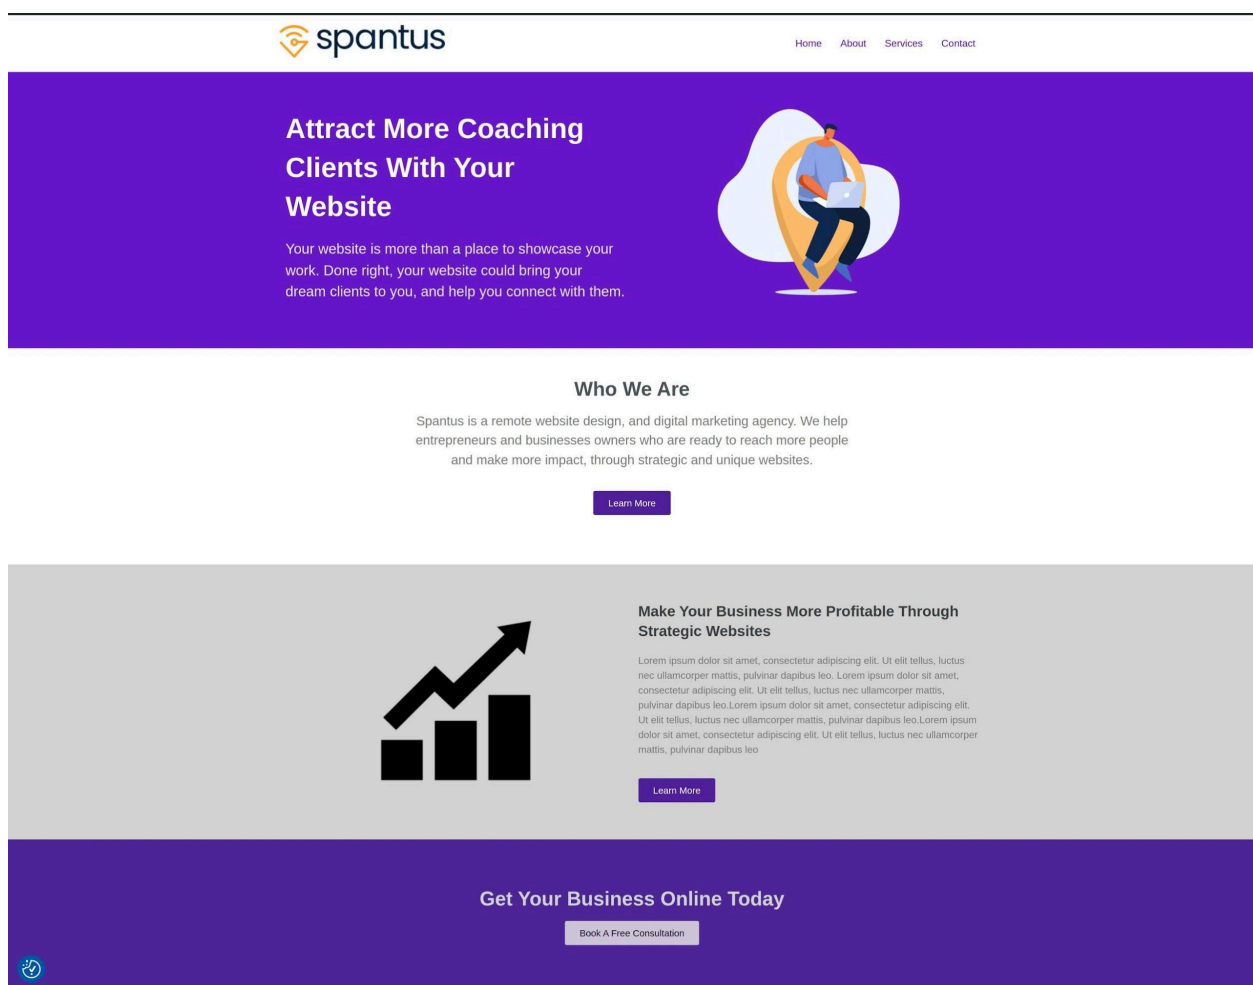 spantus
Home About Services Contact
Attract More Coaching
Clients With Your
Website
Your website is more than a place to showcase your
work. Done right, your website could bring your
dream clients to you, and help you connect with them.
Who We Are
Spantus is a remote website design, and digital marketing agency. We help
entrepreneurs and businesses owners who are ready to reach more people
and make more impact, through strategic and unique websites.
Learn More
Make Your Business More Profitable Through
Strategic Websites
Lorem ipsum dolor sit amet, consectetur adipiscing elit. Ut elit tellus, luctus
nec ullamcorper mattis, pulvinar dapibus leo. Lorem ipsum dolor sit amet,
consectetur adipiscing elit. Ut elit tellus, luctus nec ullamcorper mattis,
pulvinar dapibus leo.Lorem ipsum dolor sit amet, consectetur adipiscing elit.
Ut elit tellus, luctus nec ullamcorper mattis, pulvinar dapibus leo.Lorem ipsum
dolor sit amet, consectetur adipiscing elit. Ut elit tellus, luctus nec ullamcorper
mattis, pulvinar dapibus leo
Learn More
Get Your Business Online Today
Book A Free Consultation